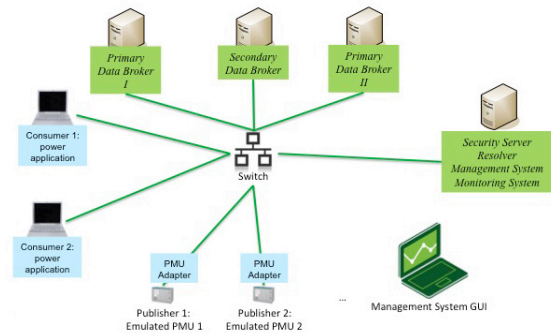 Primary
Data Broker
I
Secondary
Data Broker
Primary
Data Broker
II
Consumer 1:
power
application
Security Server
Resolver
Management System
Monitoring System
Switch
Consumer 2:
power
application
PMU
Adapter
PMU
Adapter
Publisher 1:
Emulated PMU 1
Publisher 2:
Emulated PMU 2
...
Management System GUI